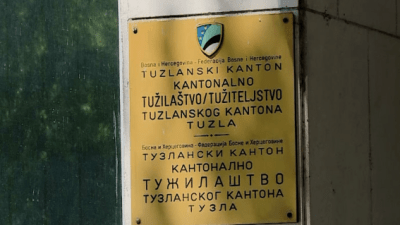 Bosna i Hercegovina - Federacija Bosne i Hercegovine
TUZLANSKI KANTON
KANTONALNO
TUŽILAŠTVO/TUŽITELJSTVO
TUZLANSKOG KANTONA
TUZLA
Босна и Херцеговина - Федерација Босне и Херцеговине
ТУЗЛАНСКИ КАНТОН
КАНТОНАЛНО
ТУЖИЛАШТВО
ТУЗЛАНСКОГ КАНТОНА
ТУЗЛА